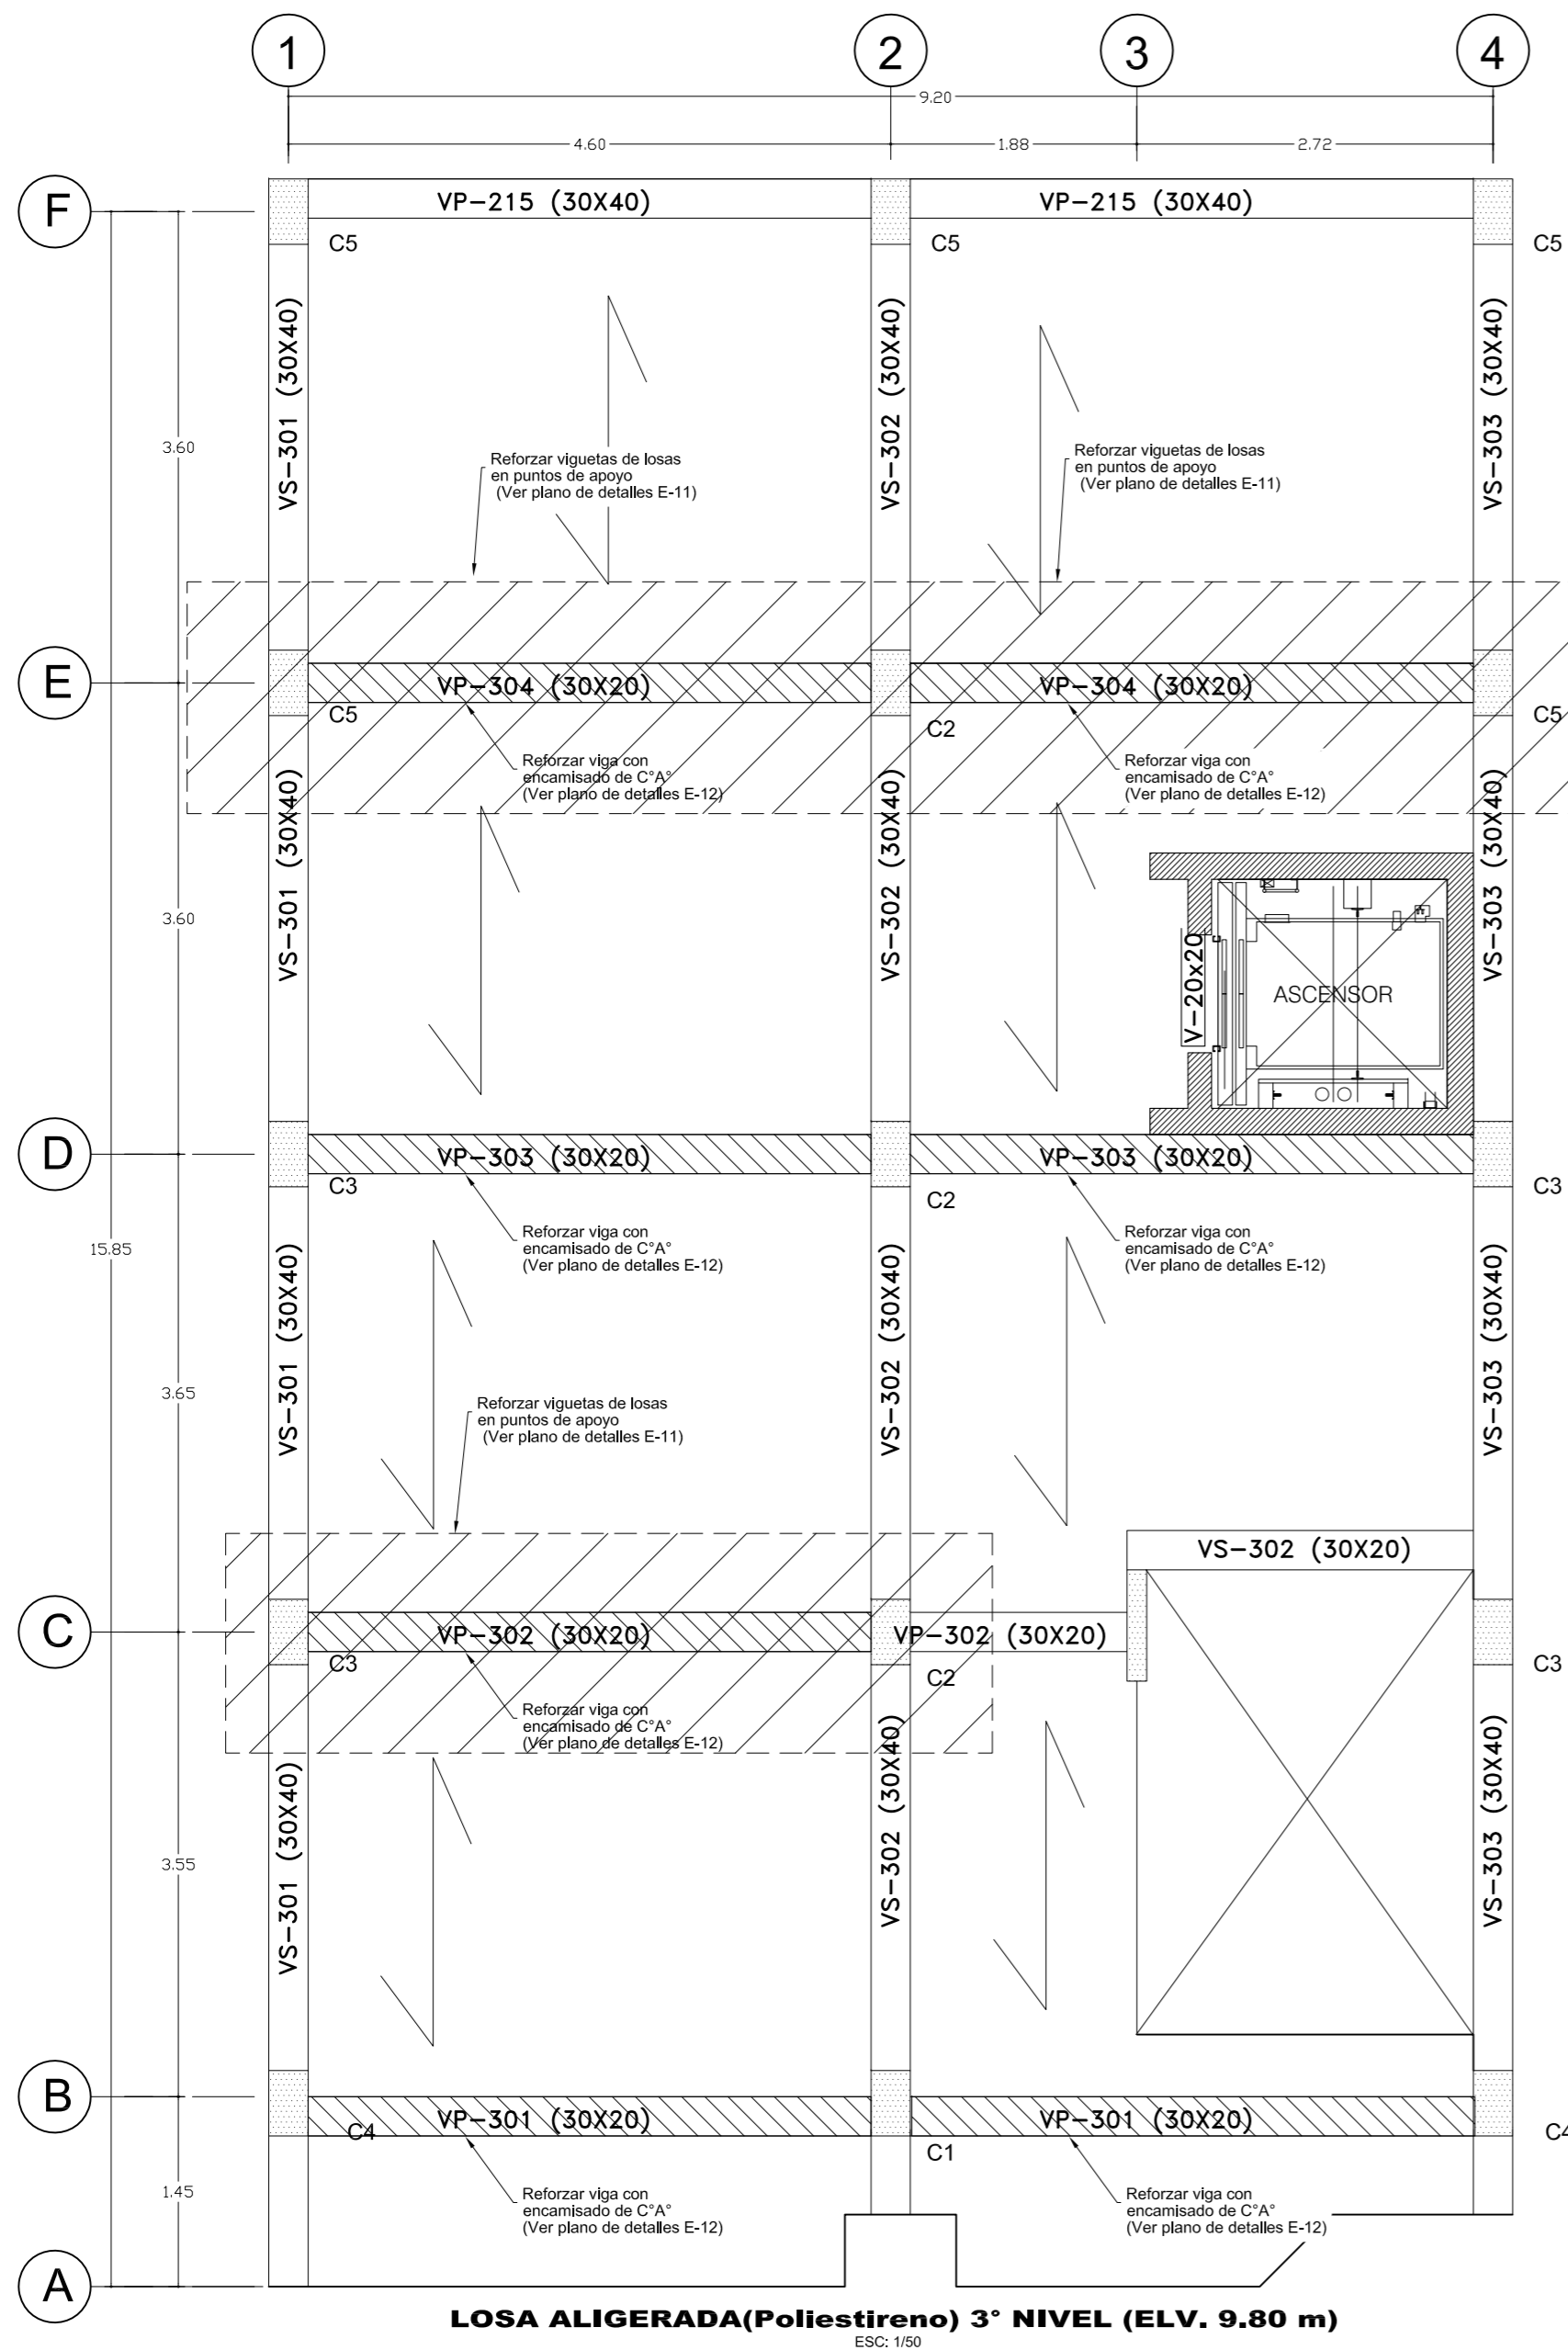 1
2
3
4
9.20
4.60
1.88
2.72
F
VP-215 (30X40)
VP-215 (30X40)
C5
C5
C5
VS-301 (30X40)
VS-302 (30X40)
VS-303 (30X40)
3.60
Reforzar viguetas de losas
en puntos de apoyo
(Ver plano de detalles E-11)
Reforzar viguetas de losas
en puntos de apoyo
(Ver plano de detalles E-11)
E
VP-304 (30X20)
VP-304 (30X20)
C5
C2
C5
Reforzar viga con
encamisado de C°A°
(Ver plano de detalles E-12)
Reforzar viga con
encamisado de C°A°
(Ver plano de detalles E-12)
VS-301 (30X40)
VS-302 (30X40)
VS-303 (30X40)
3.60
V-20x20
ASCENSOR
D
VP-303 (30X20)
VP-303 (30X20)
C3
C2
C3
Reforzar viga con
encamisado de C°A°
(Ver plano de detalles E-12)
Reforzar viga con
encamisado de C°A°
(Ver plano de detalles E-12)
15.85
VS-301 (30X40)
VS-302 (30X40)
VS-303 (30X40)
3.65
Reforzar viguetas de losas
en puntos de apoyo
(Ver plano de detalles E-11)
VS-302 (30X20)
C
VP-302 (30X20)
VP-302 (30X20)
C3
C2
C3
Reforzar viga con
encamisado de C°A°
(Ver plano de detalles E-12)
VS-301 (30X40)
VS-302 (30X40)
VS-303 (30X40)
3.55
B
VP-301 (30X20)
VP-301 (30X20)
C4
C1
C4
1.45
Reforzar viga con
encamisado de C°A°
(Ver plano de detalles E-12)
Reforzar viga con
encamisado de C°A°
(Ver plano de detalles E-12)
A
LOSA ALIGERADA(Poliestireno) 3° NIVEL (ELV. 9.80 m)
ESC: 1/50